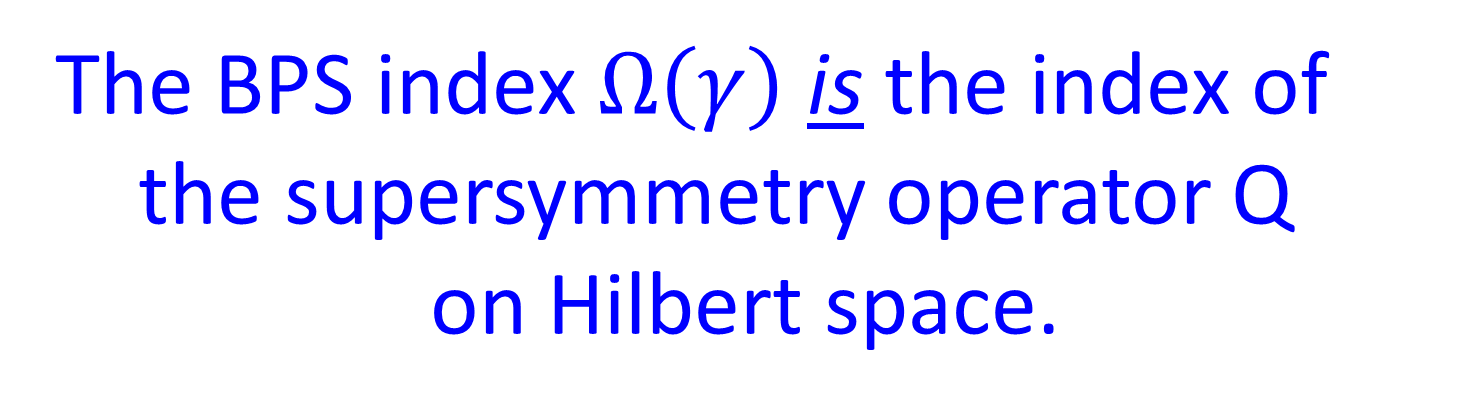 The BPS index Ω(γ) is the index of
the supersymmetry operator Q
on Hilbert space.